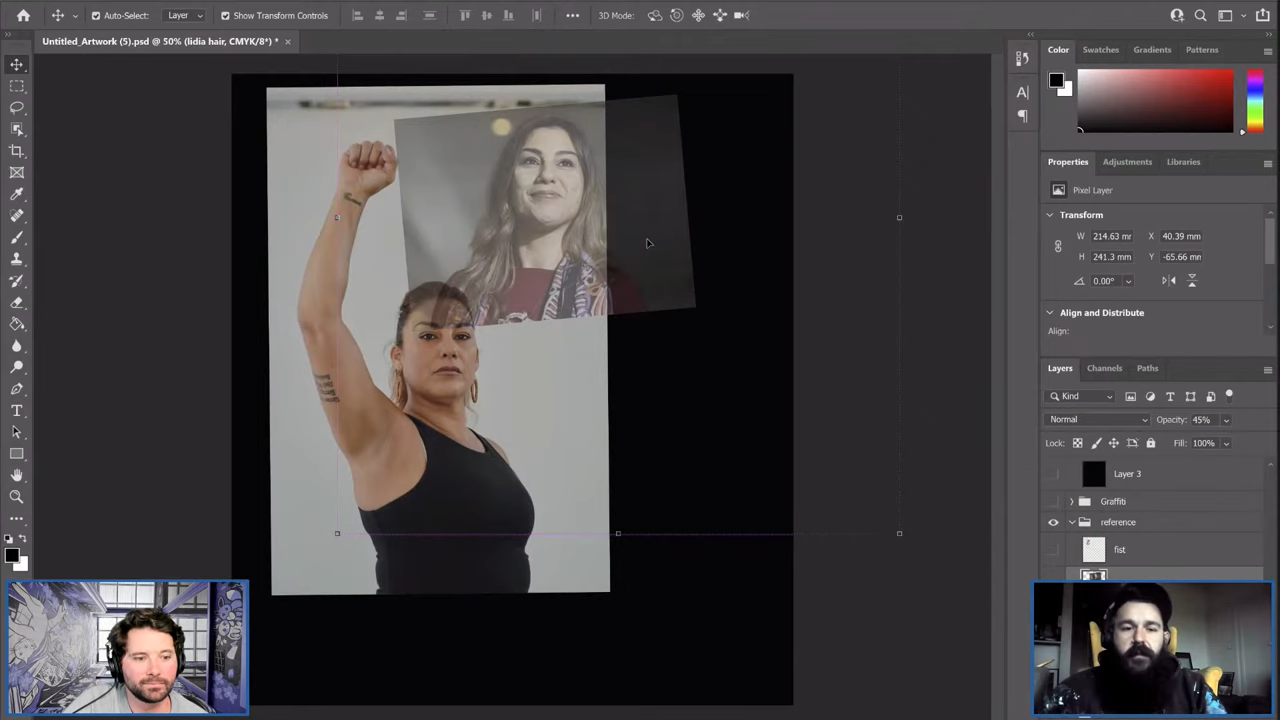 Auto-Select: Layer Show Transform Controls 3D Mode:
Untitled_Artwork (5).psd @ 50% (lidia hair, CMYK/8*) *
Color Swatches Gradients Patterns
Properties Adjustments Libraries
Pixel Layer
Transform
W 214.63 mr X 40.39 mm
H 241.3 mr Y -65.66 mm
0.00°
Align and Distribute
Align:
Layers Channels Paths
Kind
Normal Opacity: 45%
Lock: Fill: 100%
Layer 3
Graffiti
reference
fist